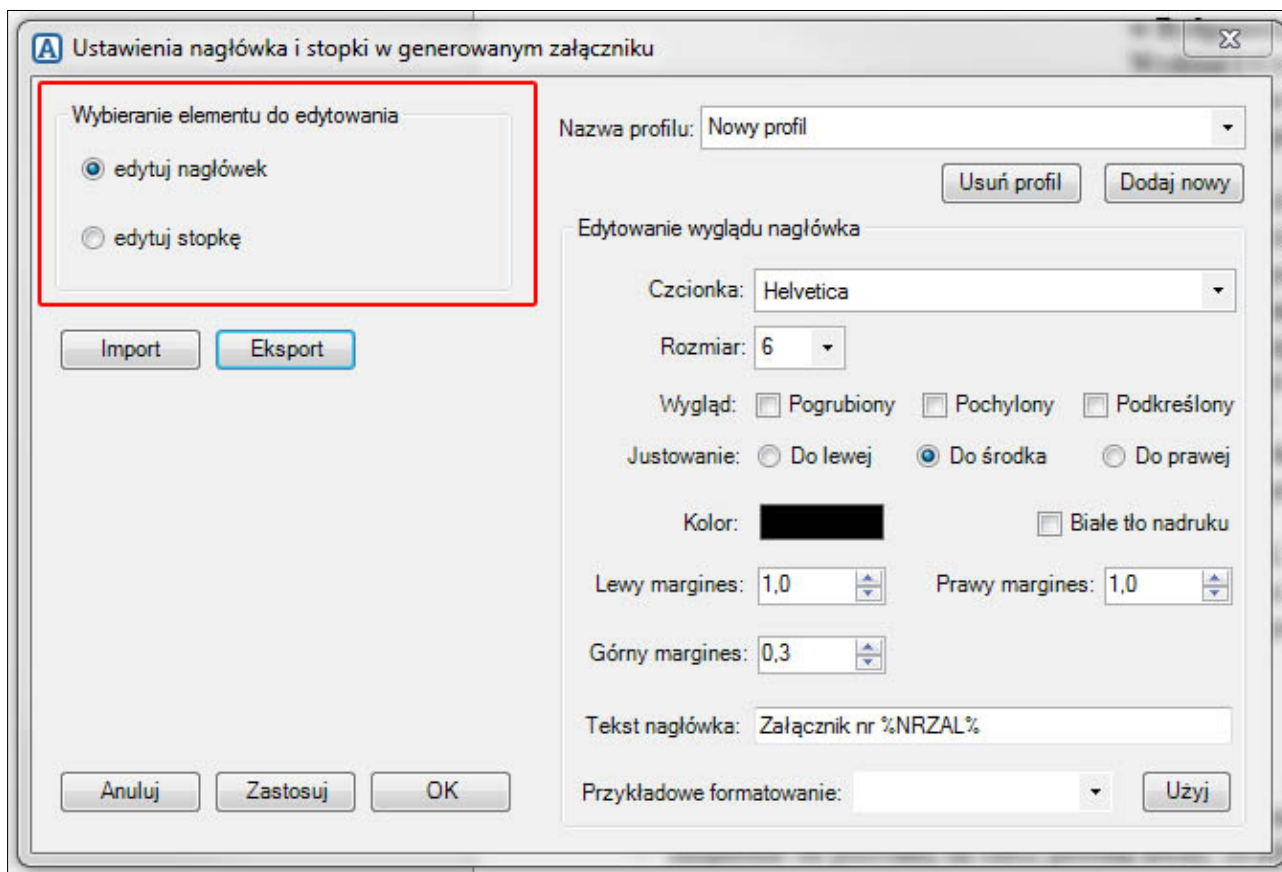 A Ustawienia nagłówka i stopki w generowanym załączniku
Wybieranie elementu do edytowania
edytuj nagłówek
edytuj stopkę
Import Eksport
Anuluj Zastosuj OK
Nazwa profilu: Nowy profil
Usuń profil Dodaj nowy
Edytowanie wyglądu nagłówka
Czcionka: Helvetica
Rozmiar: 6
Wygląd: Pogrubiony Pochylony Podkreślony
Justowanie: Do lewej Do środka Do prawej
Kolor: Białe tło nadruku
Lewy margines: 1,0 Prawy margines: 1,0
Górny margines: 0,3
Tekst nagłówka: Załącznik nr %NRZAL%
Przykładowe formatowanie: Użyj